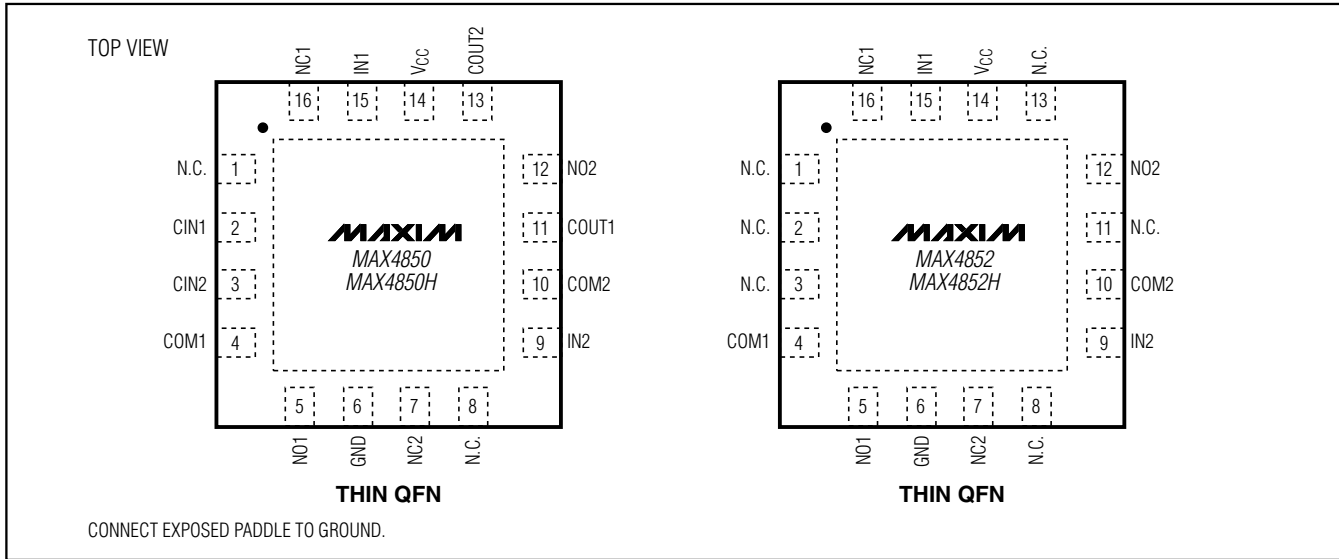 TOP VIEW
NC1 IN1 VCC COUT2
16 15 14 13
N.C. 1 12 NO2
CIN1 2 11 COUT1
CIN2 3 10 COM2
COM1 4 9 IN2
MAXIM
MAX4850
MAX4850H
5 6 7 8
NO1 GND NC2 N.C.
THIN QFN
NC1 IN1 VCC N.C.
16 15 14 13
N.C. 1 12 NO2
N.C. 2 11 N.C.
N.C. 3 10 COM2
COM1 4 9 IN2
MAXIM
MAX4852
MAX4852H
5 6 7 8
NO1 GND NC2 N.C.
THIN QFN
CONNECT EXPOSED PADDLE TO GROUND.